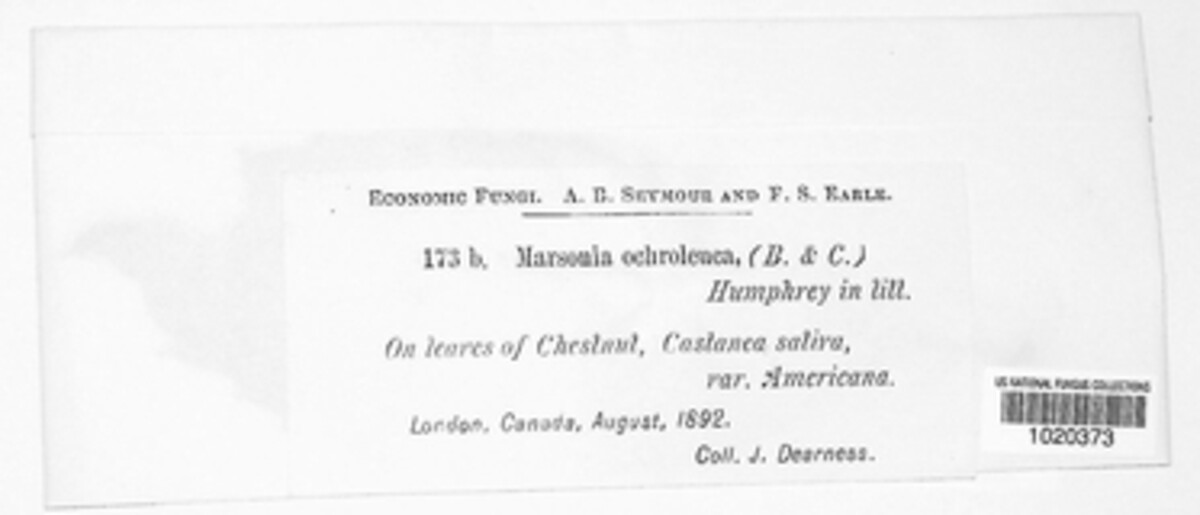 ECONOMIC FUNGI. A. B. SEYMOUR AND F. S. EARLE.
173 b. Marsonia ochroleuca, (B. & C.)
Humphrey in litt.
On leaves of Chestnut, Castanea sativa,
var. Americana.
London, Canada, August, 1892.
Coll. J. Dearness.
US NATIONAL FUNGUS COLLECTIONS
1020373